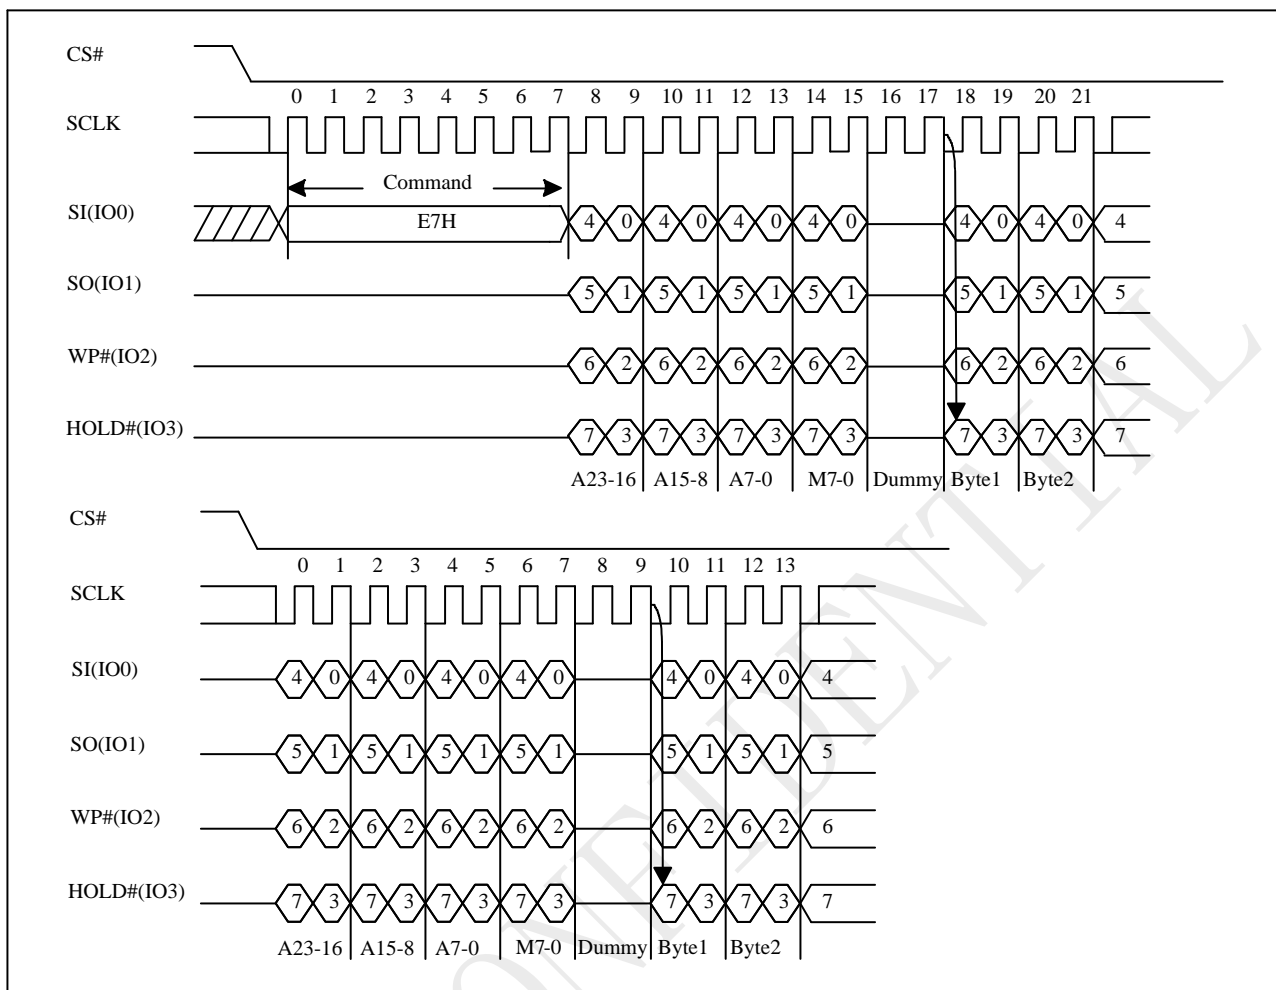 CS#
0 1 2 3 4 5 6 7 8 9 10 11 12 13 14 15 16 17 18 19 20 21
SCLK
Command
SI(IO0) E7H 4 0 4 0 4 0 4 0 4 0 4 0 4
SO(IO1) 5 1 5 1 5 1 5 1 5 1 5 1 5
WP#(IO2) 6 2 6 2 6 2 6 2 6 2 6 2 6
HOLD#(IO3) 7 3 7 3 7 3 7 3 7 3 7 3 7
A23-16 A15-8 A7-0 M7-0 Dummy Byte1 Byte2
CS#
0 1 2 3 4 5 6 7 8 9 10 11 12 13
SCLK
SI(IO0) 4 0 4 0 4 0 4 0 4 0 4 0 4
SO(IO1) 5 1 5 1 5 1 5 1 5 1 5 1 5
WP#(IO2) 6 2 6 2 6 2 6 2 6 2 6 2 6
HOLD#(IO3) 7 3 7 3 7 3 7 3 7 3 7 3 7
A23-16 A15-8 A7-0 M7-0 Dummy Byte1 Byte2
ONFIDENTIAL